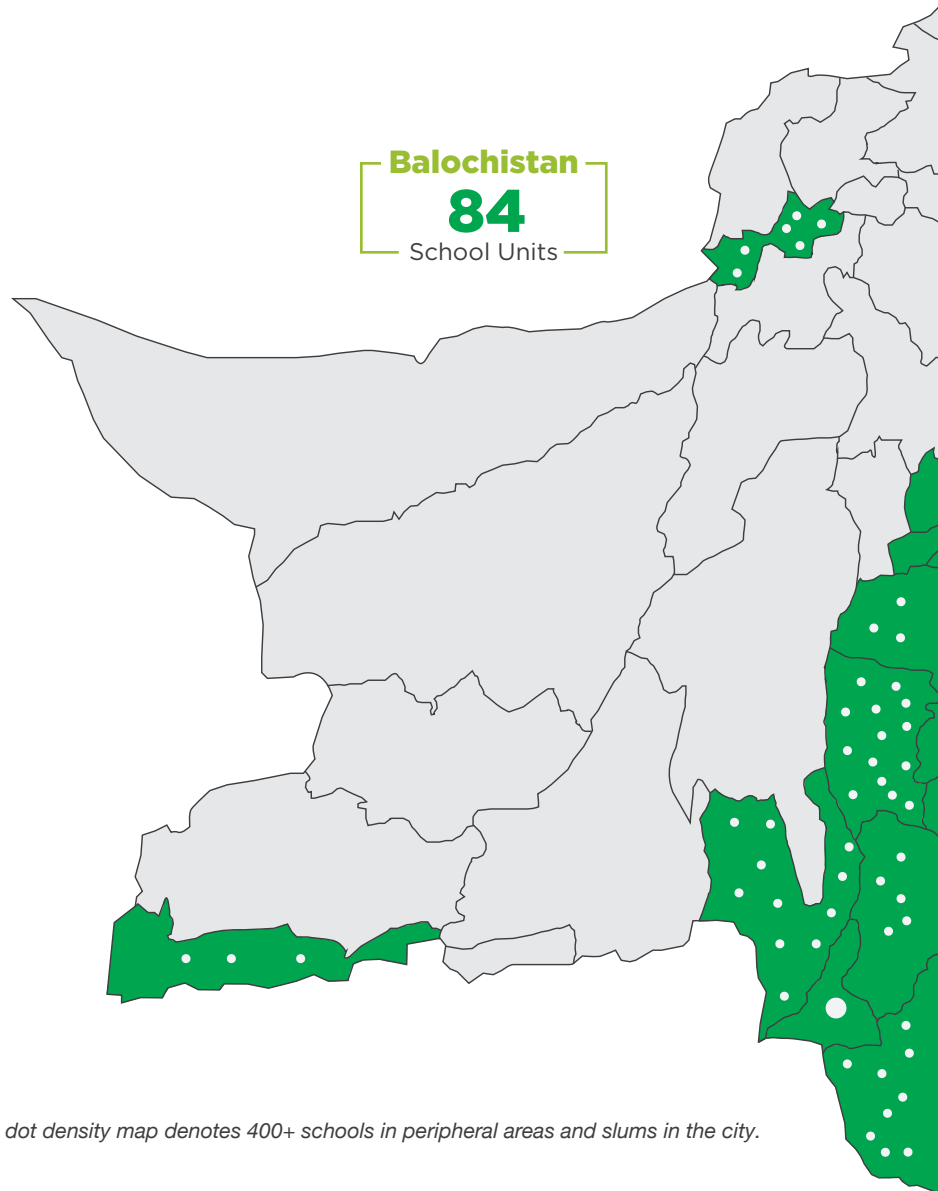 Balochistan
84
School Units
dot density map denotes 400+ schools in peripheral areas and slums in the city.